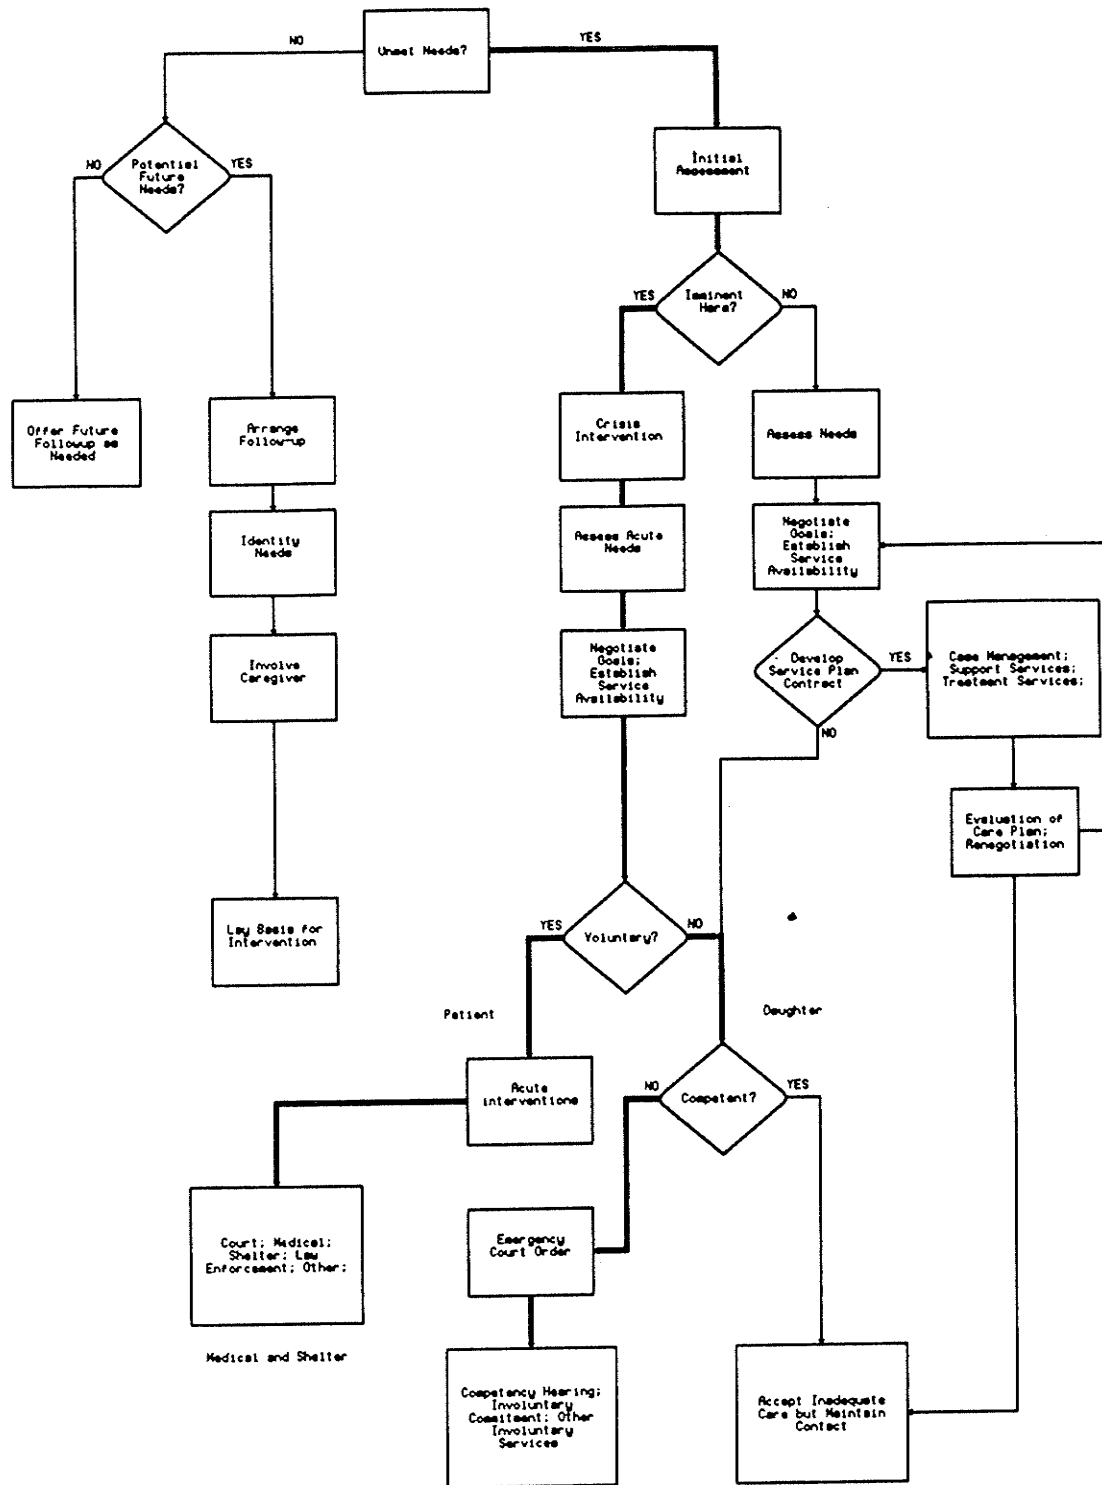 NO
YES
Unmet Needs?
Initial
Assessment
NO
Potential
Future
Needs?
YES
YES
Imminent
Harm?
NO
Offer Future
Followup as
Needed
Arrange
Follow-up
Crisis
Intervention
Assess Needs
Identity
Needs
Assess Acute
Needs
Negotiate
Goals;
Establish
Service
Availability
Involve
Caregiver
Negotiate
Goals;
Establish
Service
Availability
Develop
Service Plan
Contract
YES
NO
Case Management;
Support Services;
Treatment Services;
Evaluation of
Care Plan;
Renegotiation
Lay Basis for
Intervention
YES
Voluntary?
NO
Patient
Daughter
Acute
interventions
NO
Competent?
YES
Court; Medical;
Shelter; Law
Enforcement; Other;
Emergency
Court Order
Medical and Shelter
Competency Hearing;
Involuntary
Commitment; Other
Involuntary
Services
Accept Inadequate
Care but Maintain
Contact